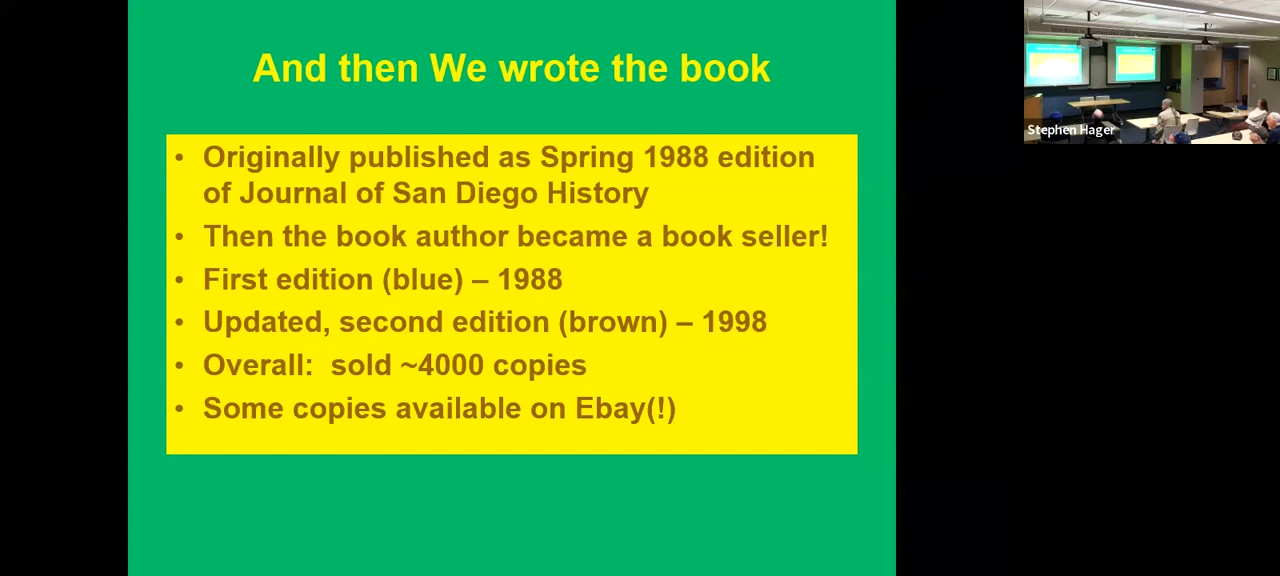 And then We wrote the book
• Originally published as Spring 1988 edition
of Journal of San Diego History
• Then the book author became a book seller!
• First edition (blue) – 1988
• Updated, second edition (brown) – 1998
• Overall:  sold ~4000 copies
• Some copies available on Ebay(!)
Stephen Hager